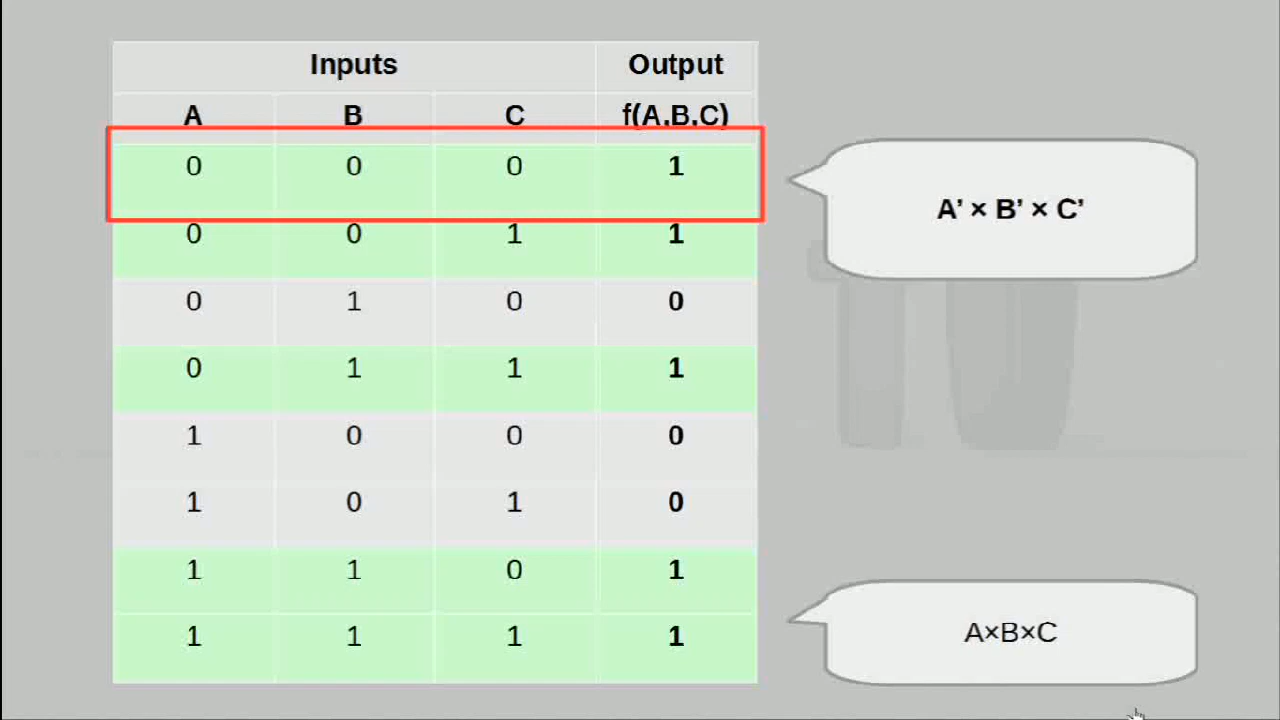 Inputs Output
A B C f(A,B,C)
0 0 0 1
A’ × B’ × C’
0 0 1 1
0 1 0 0
0 1 1 1
1 0 0 0
1 0 1 0
1 1 0 1
1 1 1 1
A×B×C